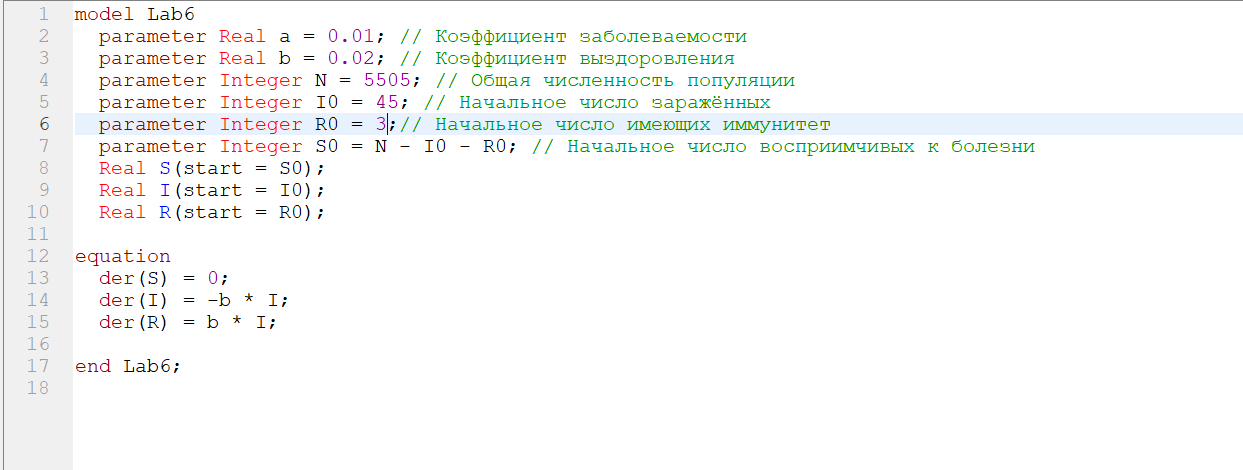 1 model Lab6
2 parameter Real a = 0.01; // Коэффициент заболеваемости
3 parameter Real b = 0.02; // Коэффициент выздоровления
4 parameter Integer N = 5505; // Общая численность популяции
5 parameter Integer I0 = 45; // Начальное число заражённых
6 parameter Integer R0 = 3;// Начальное число имеющих иммунитет
7 parameter Integer S0 = N - I0 - R0; // Начальное число восприимчивых к болезни
8 Real S(start = S0);
9 Real I(start = I0);
10 Real R(start = R0);
11
12 equation
13 der(S) = 0;
14 der(I) = -b * I;
15 der(R) = b * I;
16
17 end Lab6;
18